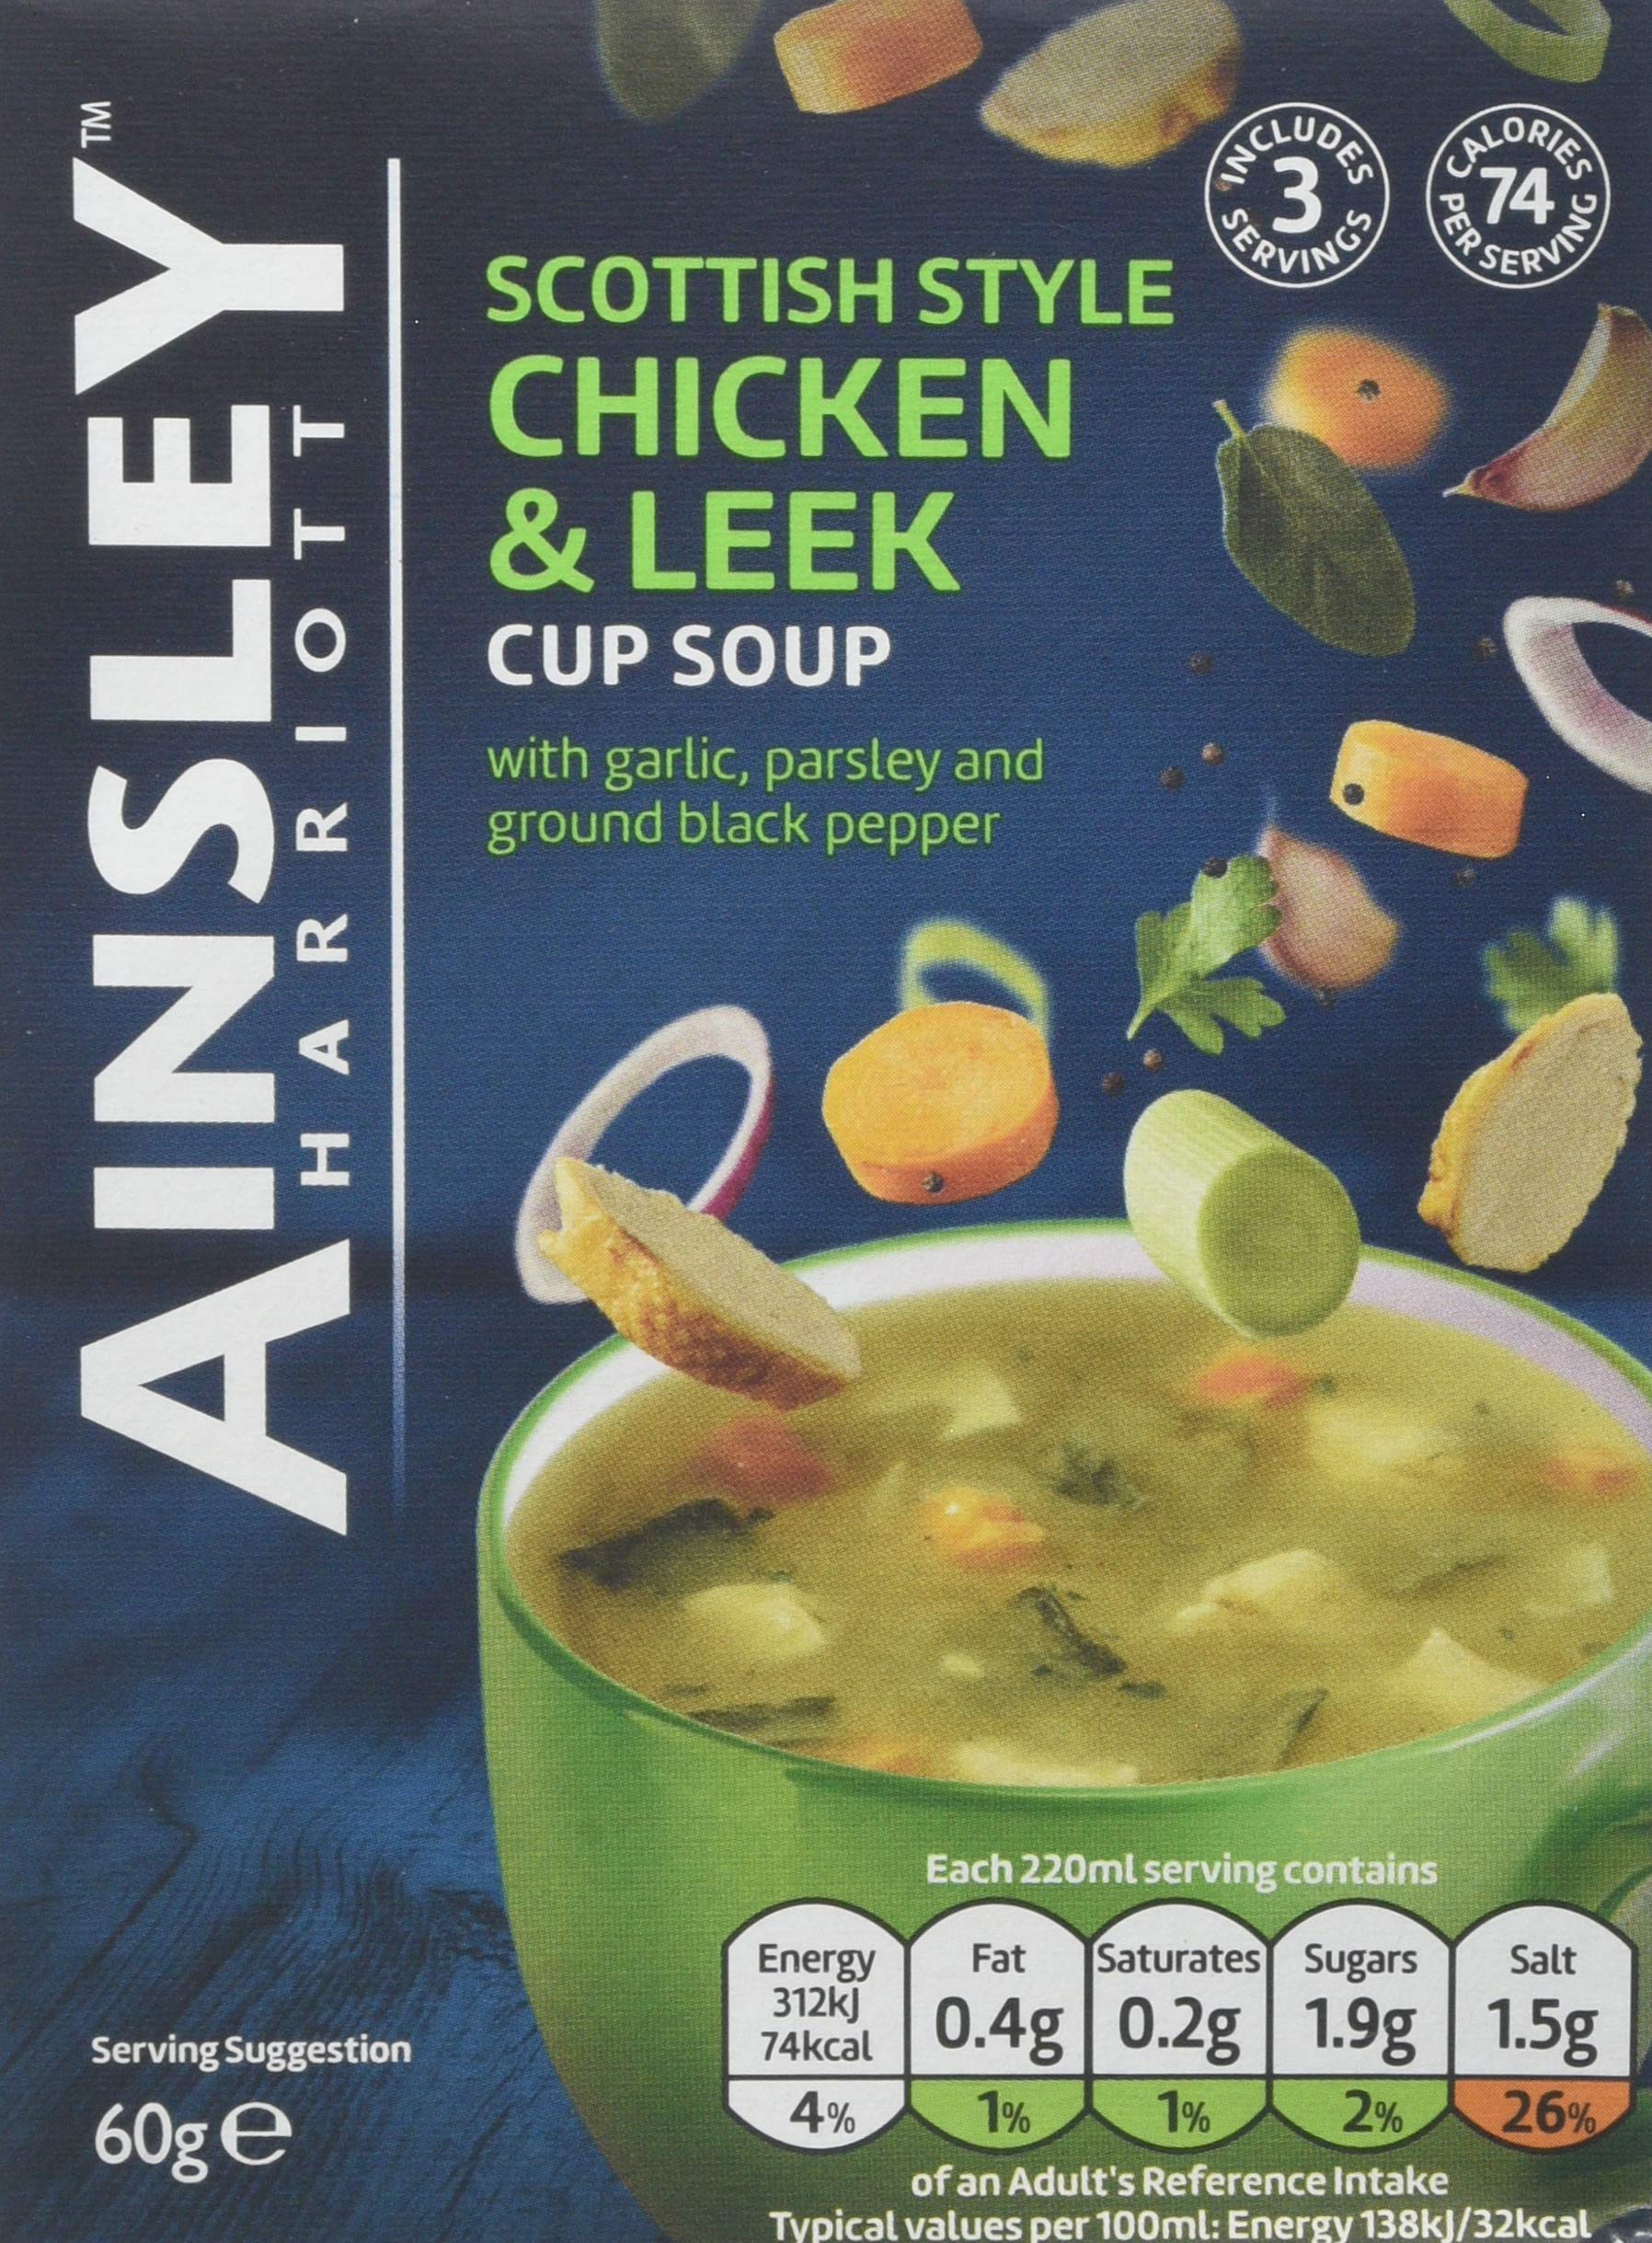 AINSLEY™
HARRIOTT
INCLUDES 3 SERVINGS
CALORIES 74 PER SERVING
SCOTTISH STYLE
CHICKEN
& LEEK
CUP SOUP
with garlic, parsley and
ground black pepper
Each 220ml serving contains
Energy 312kJ 74kcal 4%
Fat 0.4g 1%
Saturates 0.2g 1%
Sugars 1.9g 2%
Salt 1.5g 26%
of an Adult's Reference Intake
Typical values per 100ml: Energy 138kJ/32kcal
Serving Suggestion
60g ℮